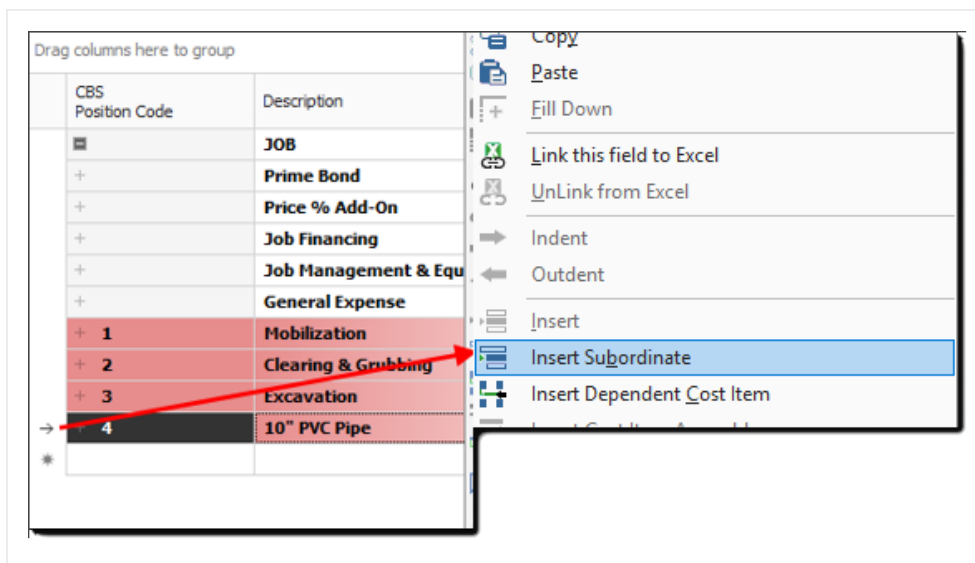 Drag columns here to group
CBS
Position Code
Description
JOB
Prime Bond
Price % Add-On
Job Financing
Job Management & Equ
General Expense
1 Mobilization
2 Clearing & Grubbing
3 Excavation
4 10" PVC Pipe
Copy
Paste
Fill Down
Link this field to Excel
UnLink from Excel
Indent
Outdent
Insert
Insert Subordinate
Insert Dependent Cost Item